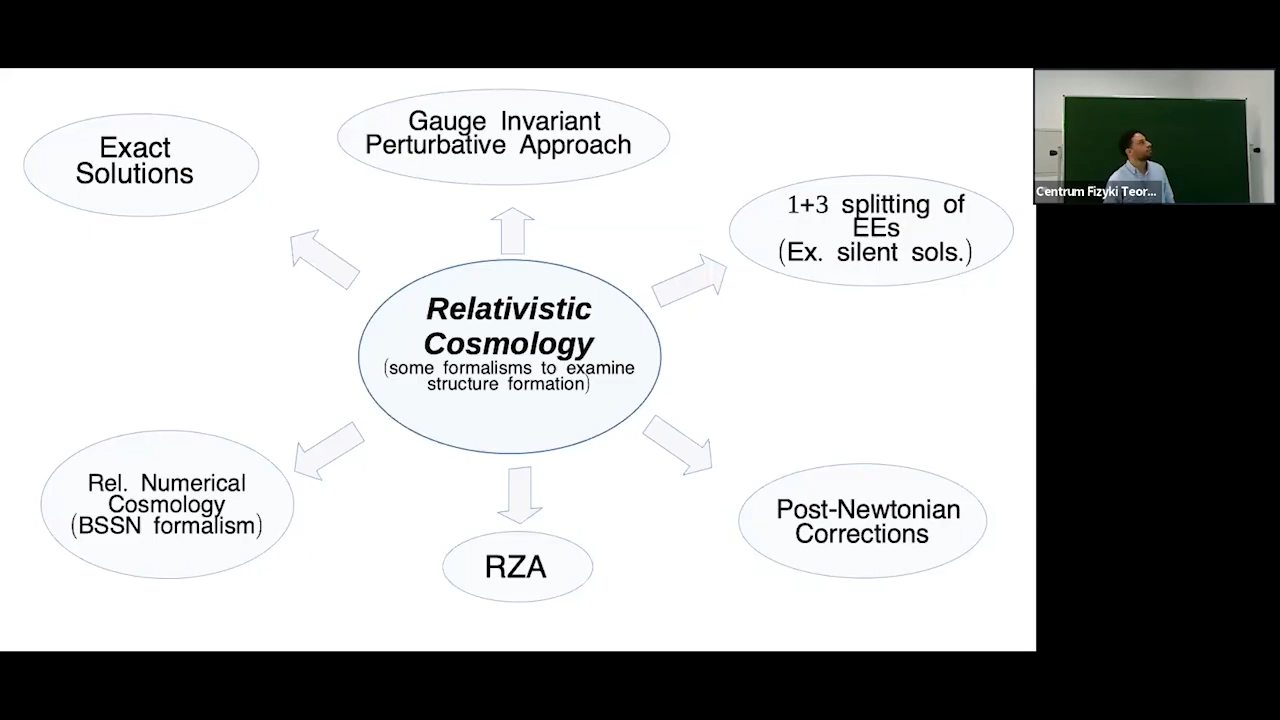 Exact
Solutions
Gauge Invariant
Perturbative Approach
1+3 splitting of
EEs
(Ex. silent sols.)
Relativistic
Cosmology
(some formalisms to examine
structure formation)
Rel. Numerical
Cosmology
(BSSN formalism)
RZA
Post-Newtonian
Corrections
Centrum Fizyki Teor...